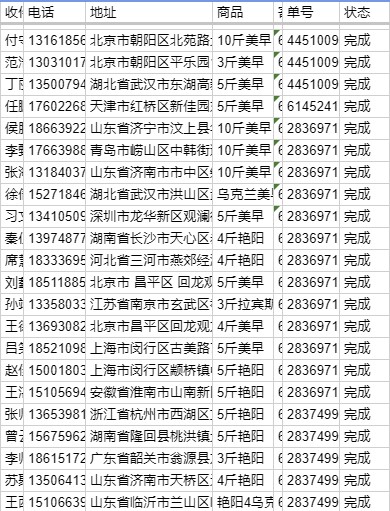 收 电话 地址 商品 单号 状态
付 13161856 北京市朝阳区北苑路 10斤美早 6 4451009 完成
范 13031017 北京市朝阳区平乐园 3斤美早 6 4451009 完成
丁 13500794 湖北省武汉市东湖高 5斤美早 6 4451009 完成
任 17602268 天津市红桥区新佳园 5斤美早 6 6145241 完成
侯 18663922 山东省济宁市汶上县 10斤美早 6 2836971 完成
李 17663988 青岛市崂山区中韩街 10斤美早 6 2836971 完成
张 13184037 山东省济南市市中区 10斤美早 6 2836971 完成
徐 15271846 湖北省武汉市洪山区 乌克兰美 6 2836971 完成
习 13410509 深圳市龙华新区观澜 5斤美早 6 2836971 完成
秦 13974877 湖南省长沙市天心区 4斤艳阳 6 2836971 完成
席 18333695 河北省三河市燕郊经 4斤艳阳 6 2836971 完成
刘 18511885 北京市 昌平区 回龙观 5斤美早 6 2836971 完成
孙 13358033 江苏省南京市玄武区 3斤拉宾斯 6 2836971 完成
王 13693082 北京市昌平区回龙观 4斤美早 6 2836971 完成
吕 18521098 上海市闵行区古美路 5斤美早 6 2836971 完成
赵 15001803 上海市闵行区颛桥镇 5斤艳阳 6 2836971 完成
王 15105694 安徽省淮南市山南新 5斤艳阳 6 2836971 完成
张 13653981 浙江省杭州市西湖区 5斤艳阳 6 2837499 完成
曾 15675962 湖南省隆回县桃洪镇 5斤艳阳 6 2837499 完成
李 18615172 广东省韶关市翁源县 3斤艳阳 6 2837499 完成
苏 13506413 山东省济南市天桥区 4斤艳阳 6 2837499 完成
王 15106639 山东省临沂市兰山区 艳阳4乌克 6 2837499 完成